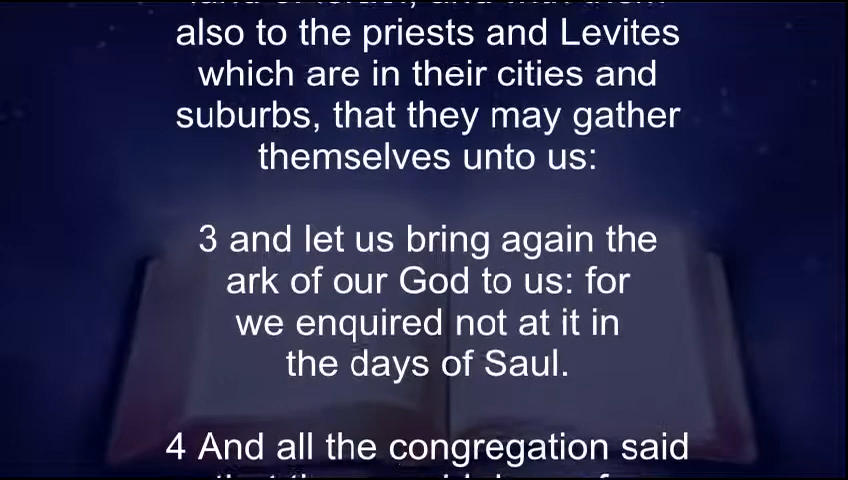 also to the priests and Levites
which are in their cities and
suburbs, that they may gather
themselves unto us:
3 and let us bring again the
ark of our God to us: for
we enquired not at it in
the days of Saul.
4 And all the congregation said